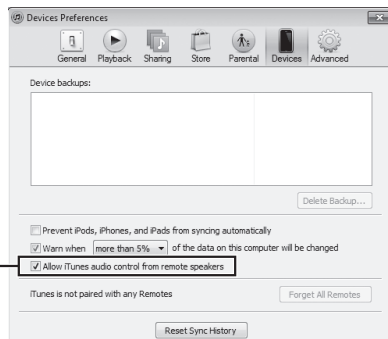 Devices Preferences
General Playback Sharing Store Parental Devices Advanced
Device backups:
Delete Backup...
Prevent iPods, iPhones, and iPads from syncing automatically
Warn when more than 5% of the data on this computer will be changed
Allow iTunes audio control from remote speakers
iTunes is not paired with any Remotes Forget All Remotes
Reset Sync History